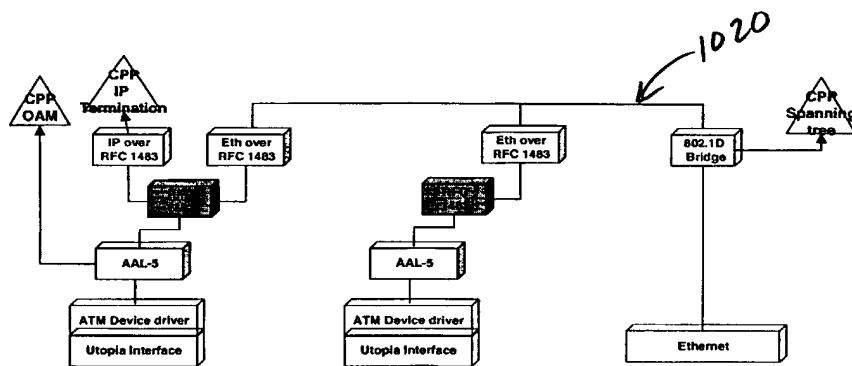 1020
CPP
OAM
CPP
IP
Termination
CPP
Spanning
tree
IP over
RFC 1483
Eth over
RFC 1483
Eth over
RFC 1483
802.1D
Bridge
AAL-5
AAL-5
ATM Device driver
Utopia Interface
ATM Device driver
Utopia Interface
Ethernet